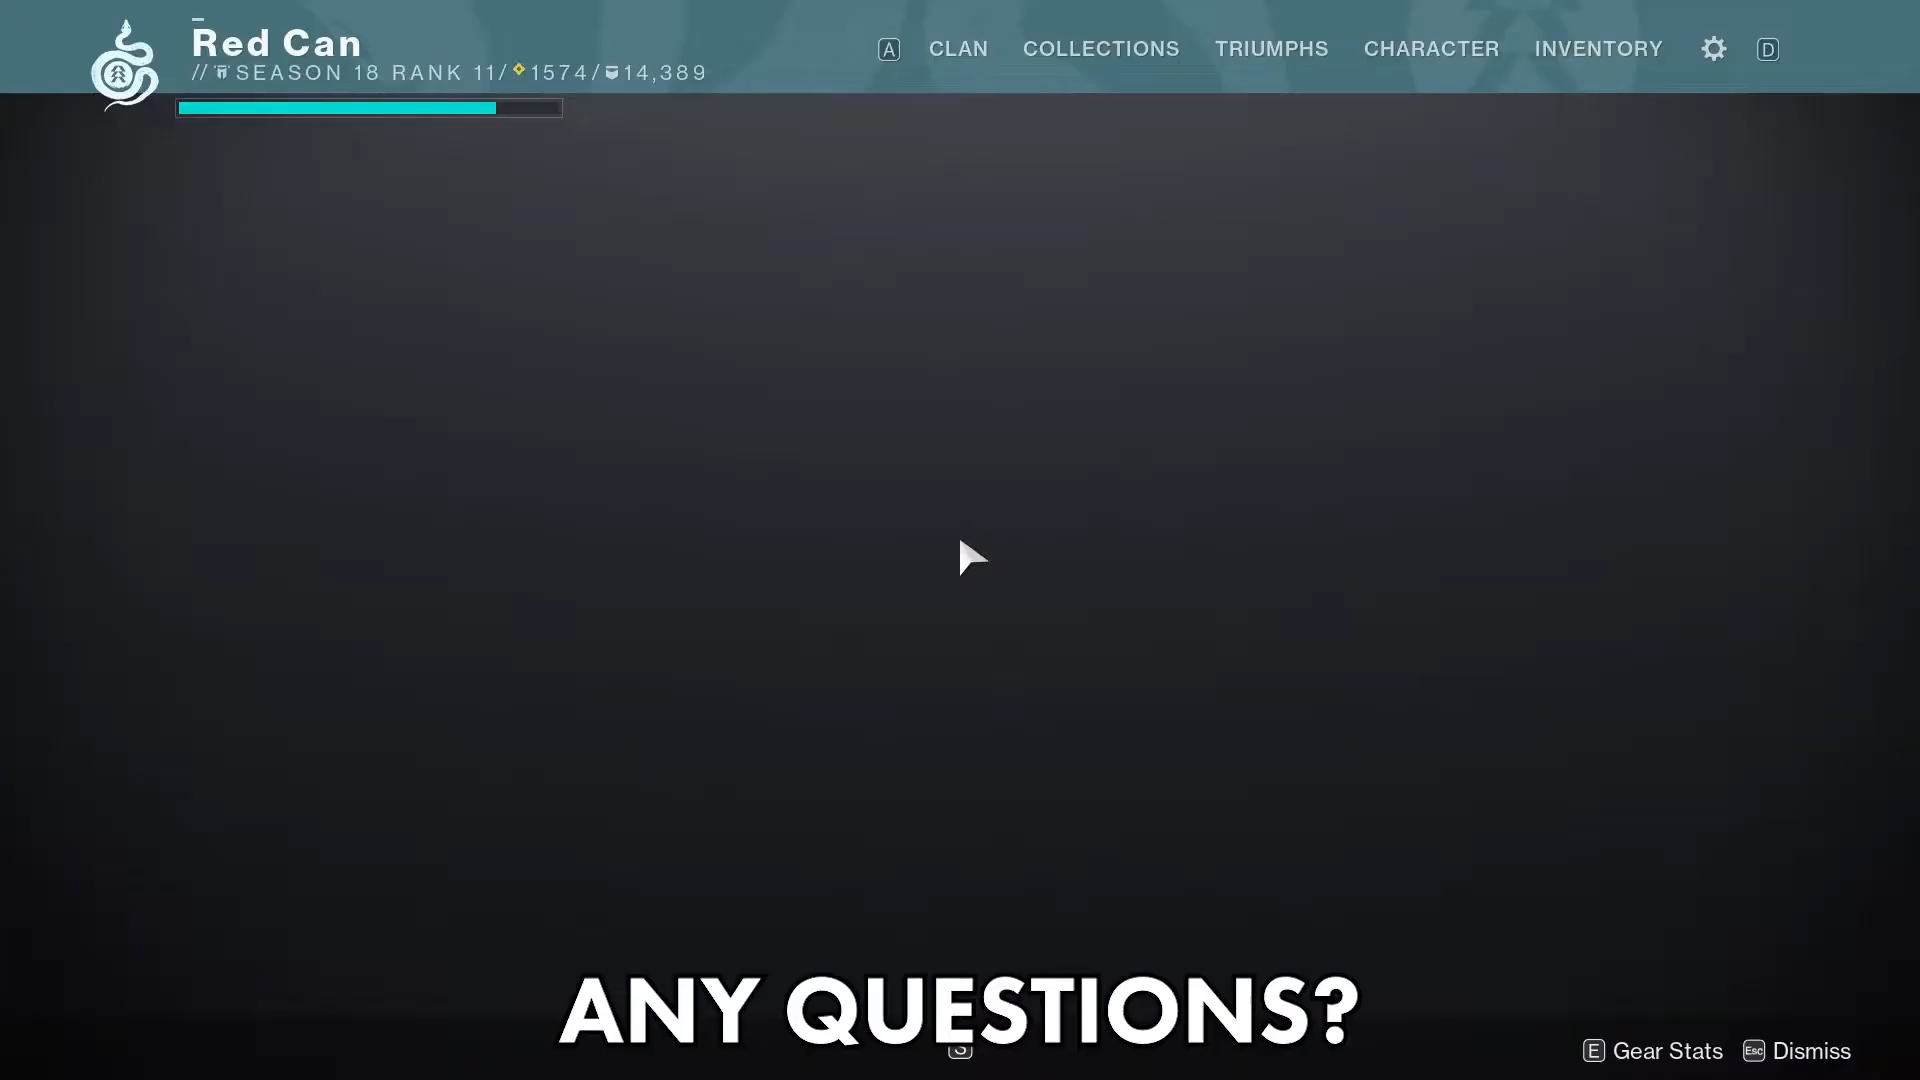 Red Can
// SEASON 18 RANK 11/ 1574/ 14,389
A CLAN COLLECTIONS TRIUMPHS CHARACTER INVENTORY D
ANY QUESTIONS?
S
E Gear Stats Esc Dismiss